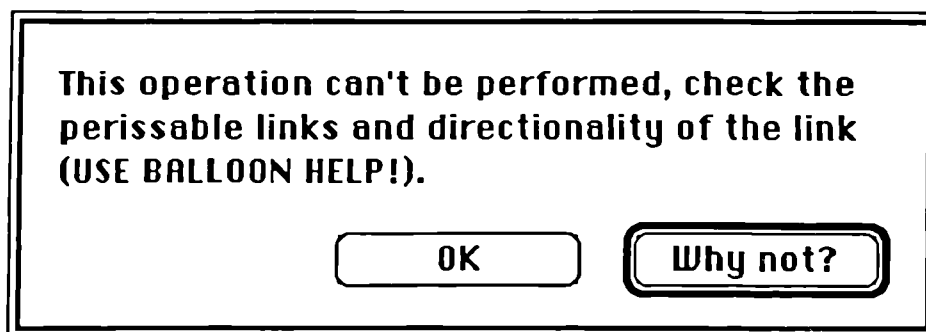 This operation can't be performed, check the
perissable links and directionality of the link
(USE BALLOON HELP!).
OK
Why not?